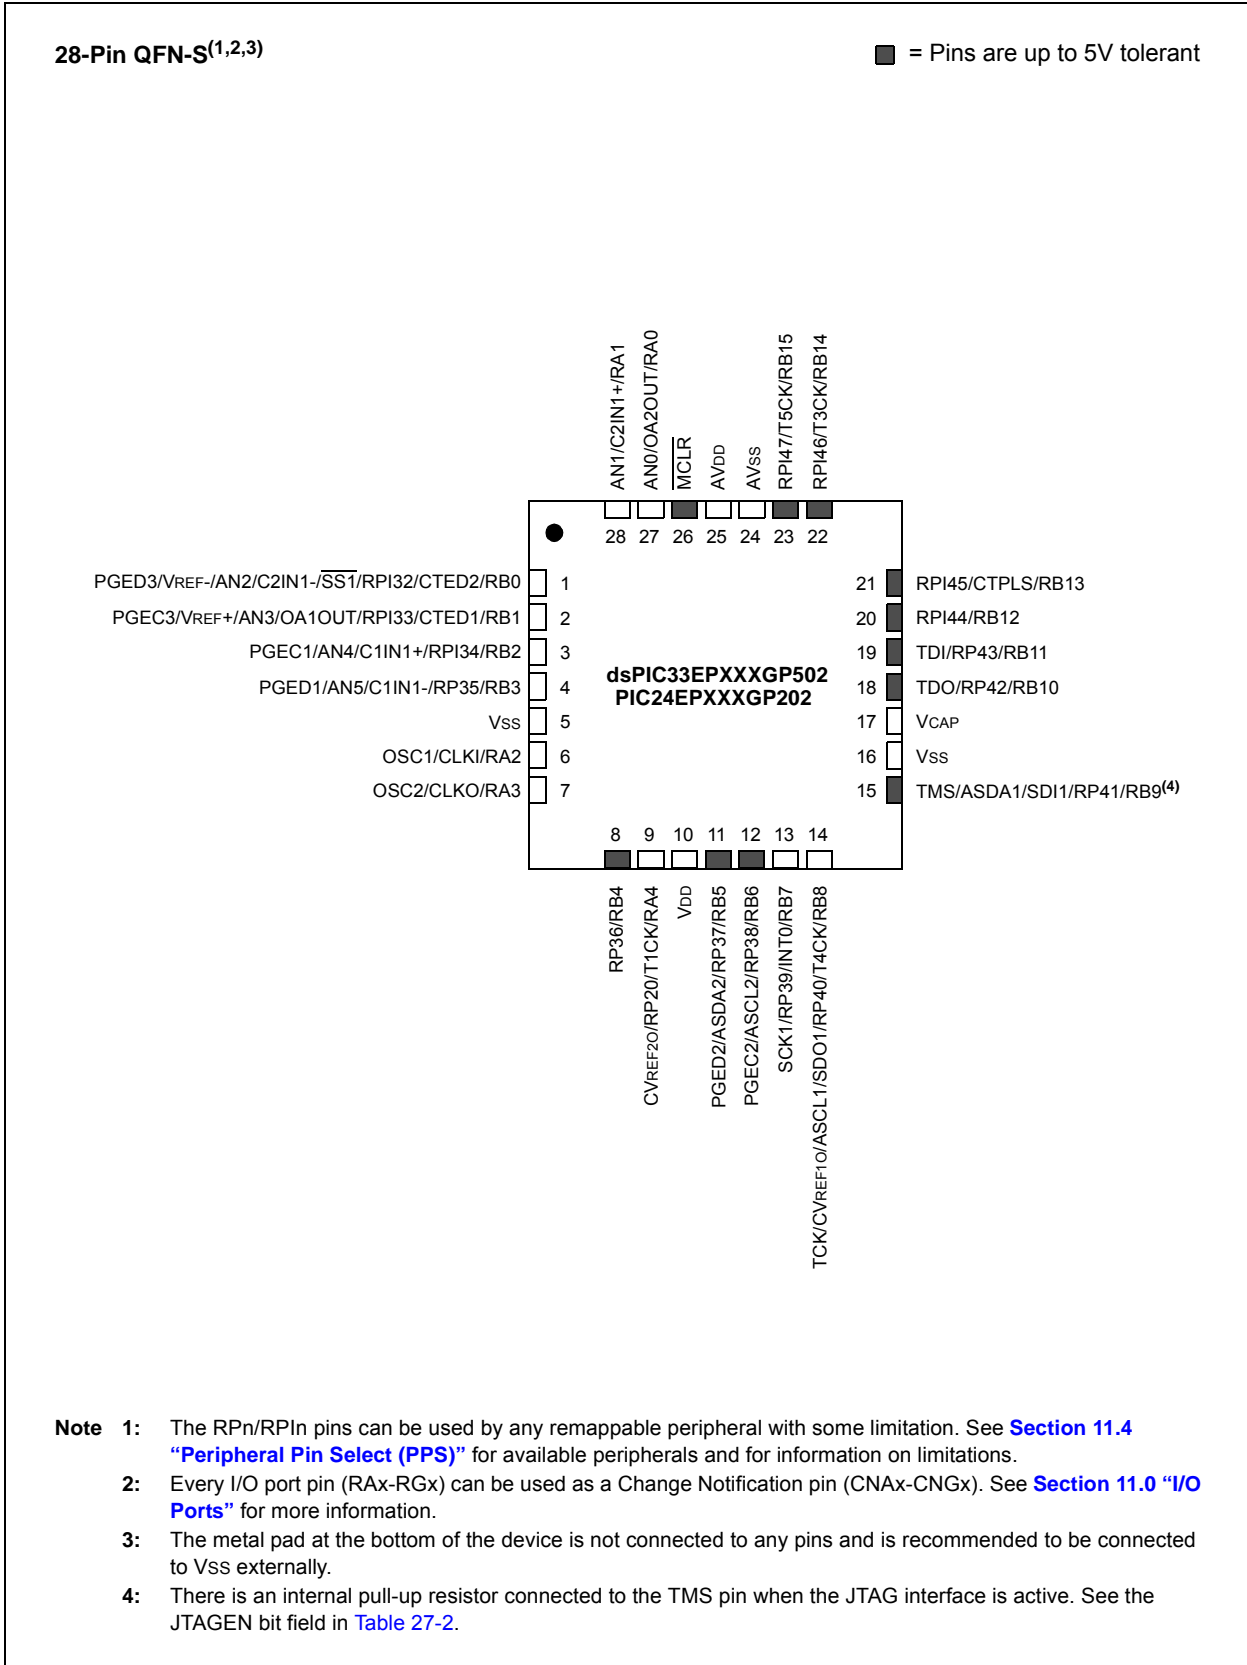 28-Pin QFN-S(1,2,3)
= Pins are up to 5V tolerant
AN1/C2IN1+/RA1
AN0/OA2OUT/RA0
MCLR
AVDD
AVSS
RPI47/T5CK/RB15
RPI46/T3CK/RB14
28 27 26 25 24 23 22
PGED3/VREF-/AN2/C2IN1-/SS1/RPI32/CTED2/RB0 1
PGEC3/VREF+/AN3/OA1OUT/RPI33/CTED1/RB1 2
PGEC1/AN4/C1IN1+/RPI34/RB2 3
PGED1/AN5/C1IN1-/RP35/RB3 4
VSS 5
OSC1/CLKI/RA2 6
OSC2/CLKO/RA3 7
dsPIC33EPXXXGP502
PIC24EPXXXGP202
21 RPI45/CTPLS/RB13
20 RPI44/RB12
19 TDI/RP43/RB11
18 TDO/RP42/RB10
17 VCAP
16 VSS
15 TMS/ASDA1/SDI1/RP41/RB9(4)
8 9 10 11 12 13 14
RP36/RB4
CVREF2O/RP20/T1CK/RA4
VDD
PGED2/ASDA2/RP37/RB5
PGEC2/ASCL2/RP38/RB6
SCK1/RP39/INT0/RB7
TCK/CVREF1O/ASCL1/SDO1/RP40/T4CK/RB8
Note 1: The RPn/RPIn pins can be used by any remappable peripheral with some limitation. See Section 11.4
“Peripheral Pin Select (PPS)” for available peripherals and for information on limitations.
2: Every I/O port pin (RAx-RGx) can be used as a Change Notification pin (CNAx-CNGx). See Section 11.0 “I/O
Ports” for more information.
3: The metal pad at the bottom of the device is not connected to any pins and is recommended to be connected
to VSS externally.
4: There is an internal pull-up resistor connected to the TMS pin when the JTAG interface is active. See the
JTAGEN bit field in Table 27-2.